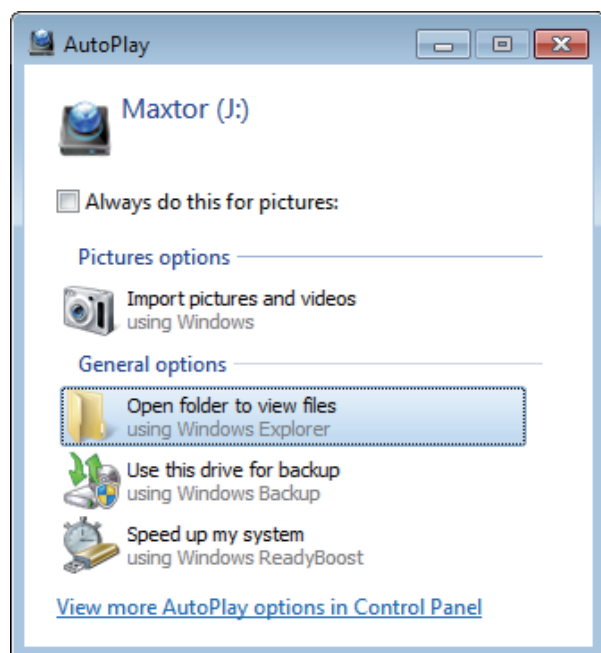 AutoPlay
Maxtor (J:)
Always do this for pictures:
Pictures options
Import pictures and videos
using Windows
General options
Open folder to view files
using Windows Explorer
Use this drive for backup
using Windows Backup
Speed up my system
using Windows ReadyBoost
View more AutoPlay options in Control Panel